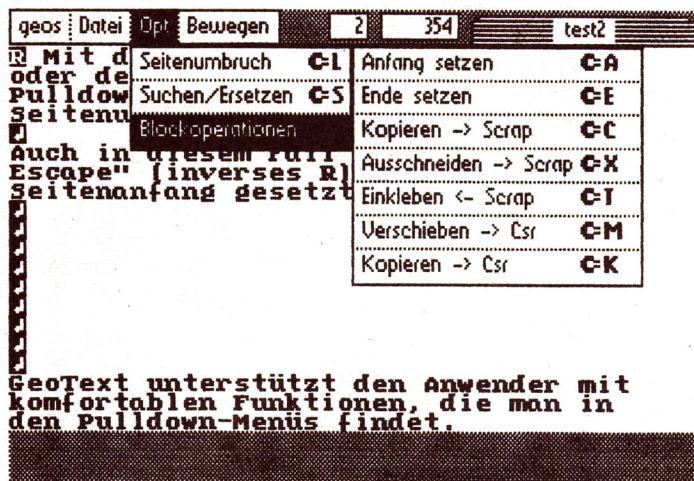 geos Datei Opt Bewegen 2 354 test2
R Mit d
oder de
Pulldow
Seitenu
Auch in diesem Fall
Escape" [inverses R]
Seitenanfang gesetzt
Seitenumbruch C=L
Suchen/Ersetzen C=S
Blockoperationen
Anfang setzen C=A
Ende setzen C=E
Kopieren -> Scrap C=C
Ausschneiden -> Scrap C=X
Einkleben <- Scrap C=T
Verschieben -> Csr C=M
Kopieren -> Csr C=K
GeoText unterstützt den Anwender mit
komfortablen Funktionen, die man in
den Pulldown-Menüs findet.